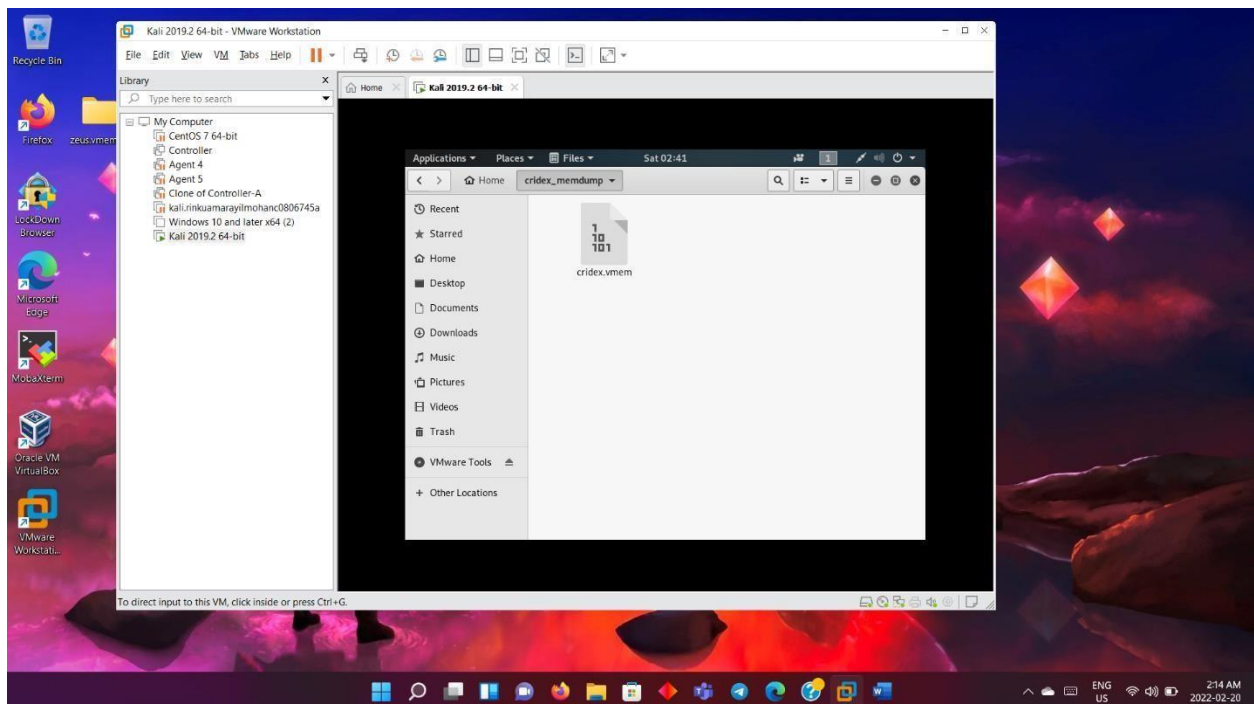 Recycle Bin
Firefox
zeus.vmem
LockDown
Browser
Microsoft
Edge
MobaXterm
Oracle VM
VirtualBox
VMware
Workstati...
Kali 2019.2 64-bit - VMware Workstation
File Edit View VM Tabs Help
Library
Type here to search
My Computer
CentOS 7 64-bit
Controller
Agent 4
Agent 5
Clone of Controller-A
kali.rinkuamarayilmohanc0806745a
Windows 10 and later x64 (2)
Kali 2019.2 64-bit
Home
Kali 2019.2 64-bit
Applications Places Files Sat 02:41 1
Home cridex_memdump
Recent
Starred
Home
Desktop
Documents
Downloads
Music
Pictures
Videos
Trash
VMware Tools
+ Other Locations
1
10
101
cridex.vmem
To direct input to this VM, click inside or press Ctrl+G.
ENG
US
2:14 AM
2022-02-20